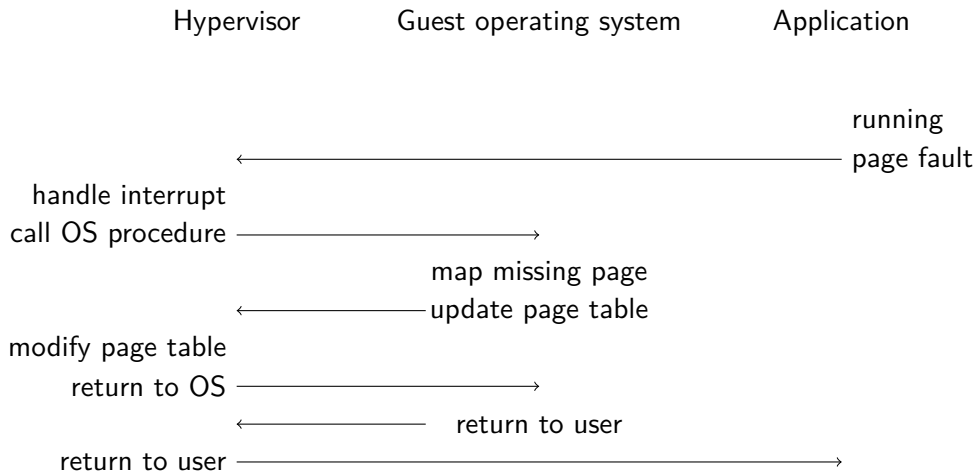 Hypervisor Guest operating system Application
running
page fault
handle interrupt
call OS procedure
map missing page
update page table
modify page table
return to OS
return to user
return to user